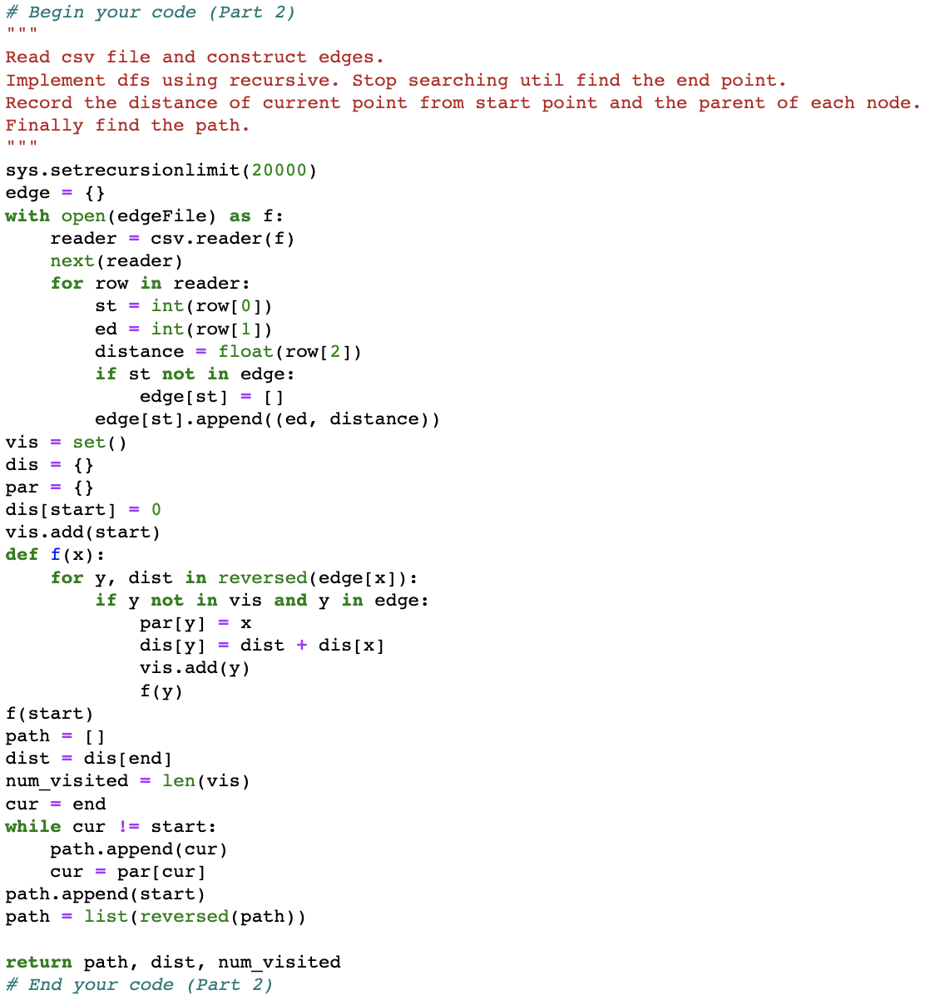 # Begin your code (Part 2)
"""
Read csv file and construct edges.
Implement dfs using recursive. Stop searching util find the end point.
Record the distance of current point from start point and the parent of each node.
Finally find the path.
"""
sys.setrecursionlimit(20000)
edge = {}
with open(edgeFile) as f:
    reader = csv.reader(f)
    next(reader)
    for row in reader:
        st = int(row[0])
        ed = int(row[1])
        distance = float(row[2])
        if st not in edge:
            edge[st] = []
        edge[st].append((ed, distance))
vis = set()
dis = {}
par = {}
dis[start] = 0
vis.add(start)
def f(x):
    for y, dist in reversed(edge[x]):
        if y not in vis and y in edge:
            par[y] = x
            dis[y] = dist + dis[x]
            vis.add(y)
            f(y)
f(start)
path = []
dist = dis[end]
num_visited = len(vis)
cur = end
while cur != start:
    path.append(cur)
    cur = par[cur]
path.append(start)
path = list(reversed(path))

return path, dist, num_visited
# End your code (Part 2)